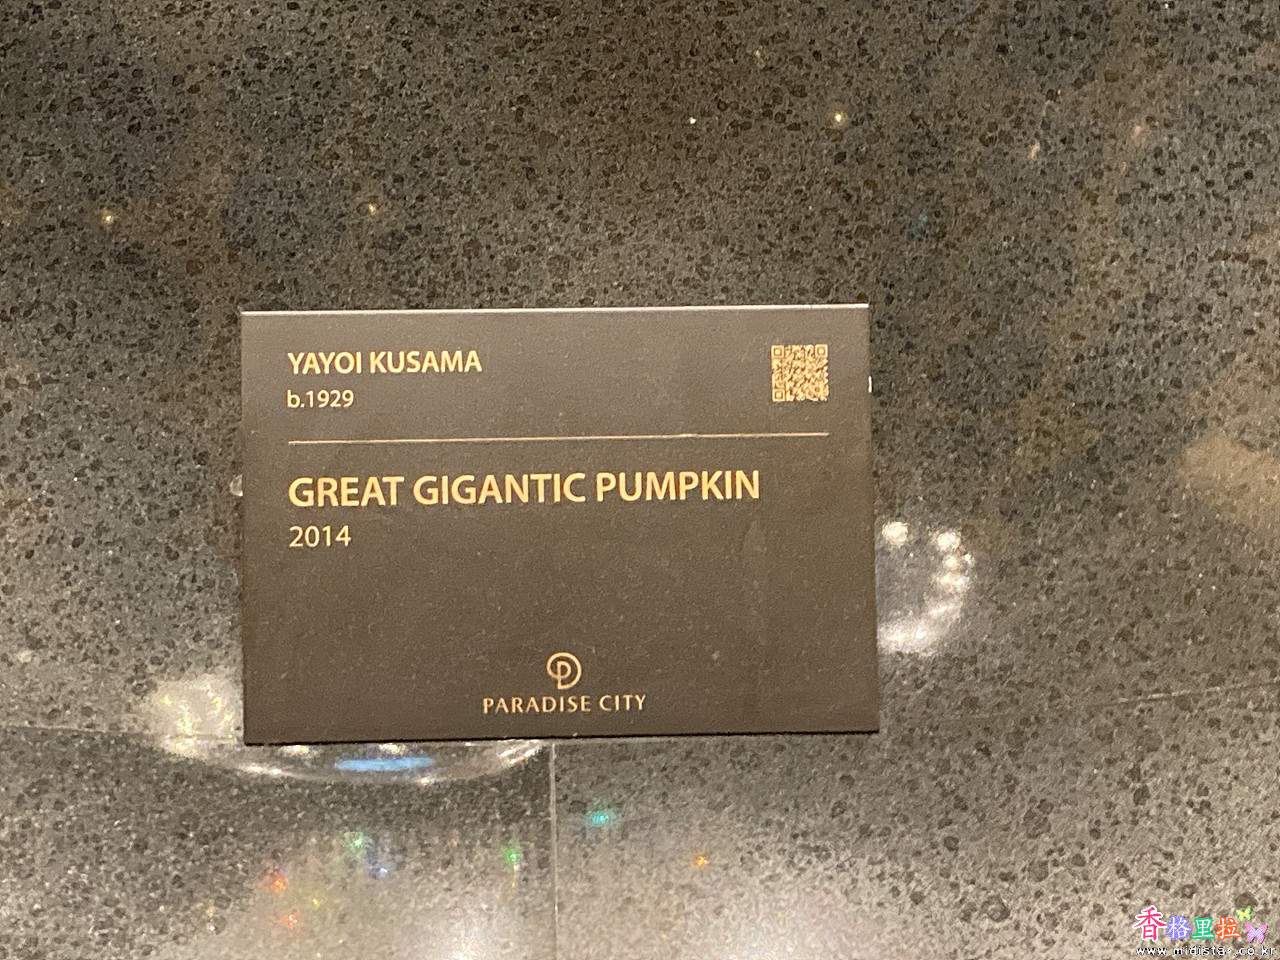 YAYOI KUSAMA
b.1929
GREAT GIGANTIC PUMPKIN
2014
PARADISE CITY
香格里拉
www.midistar.co.kr